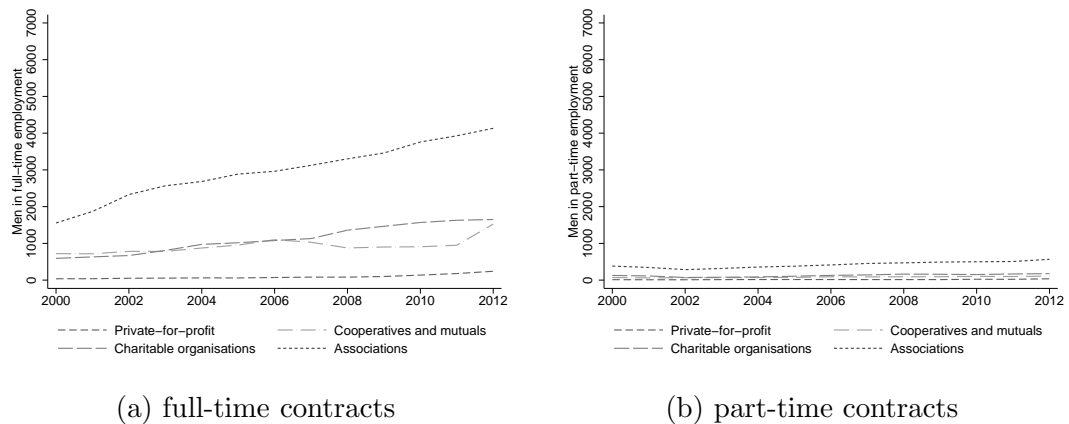 Men in full−time employment
7000
6000
5000
4000
3000
2000
1000
0
2000 2002 2004 2006 2008 2010 2012
Private−for−profit Cooperatives and mutuals
Charitable organisations Associations
(a) full-time contracts
Men in part−time employment
7000
6000
5000
4000
3000
2000
1000
0
2000 2002 2004 2006 2008 2010 2012
Private−for−profit Cooperatives and mutuals
Charitable organisations Associations
(b) part-time contracts